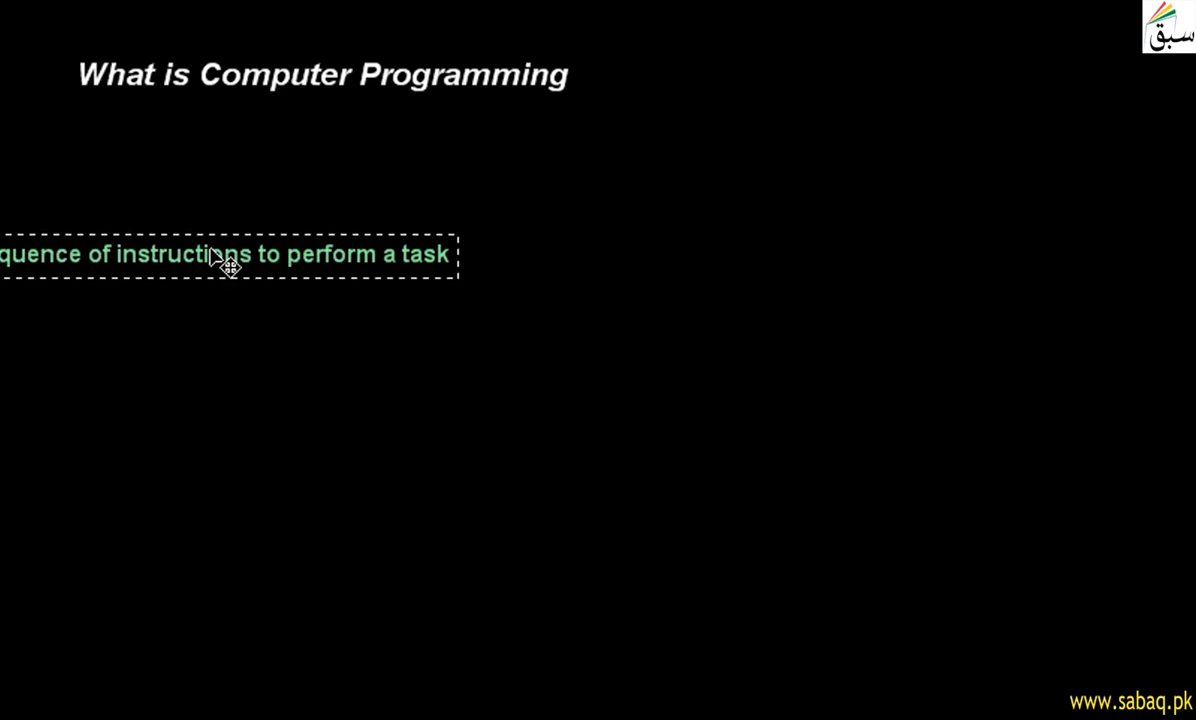 سبق
What is Computer Programming
quence of instructions to perform a task
www.sabaq.pk